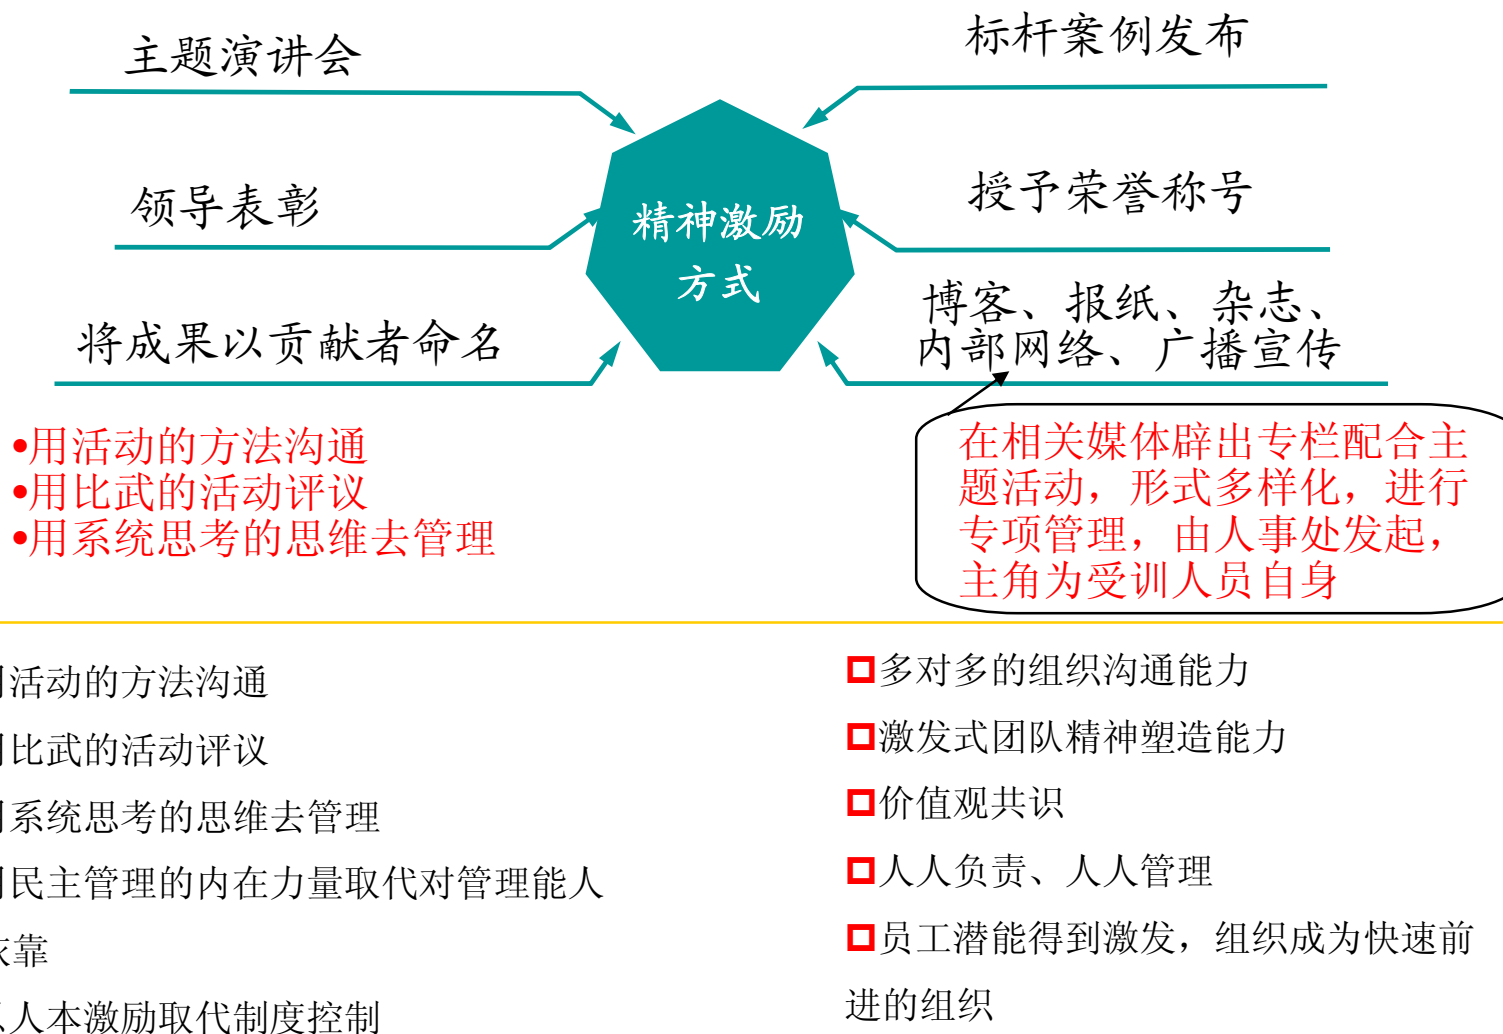 主题演讲会
标杆案例发布
领导表彰
精神激励
方式
授予荣誉称号
将成果以贡献者命名
博客、报纸、杂志、
内部网络、广播宣传
•用活动的方法沟通
•用比武的活动评议
•用系统思考的思维去管理
在相关媒体辟出专栏配合主
题活动，形式多样化，进行
专项管理，由人事处发起，
主角为受训人员自身
活动的方法沟通
比武的活动评议
系统思考的思维去管理
民主管理的内在力量取代对管理能人
依靠
人本激励取代制度控制
多对多的组织沟通能力
激发式团队精神塑造能力
价值观共识
人人负责、人人管理
员工潜能得到激发，组织成为快速前
进的组织